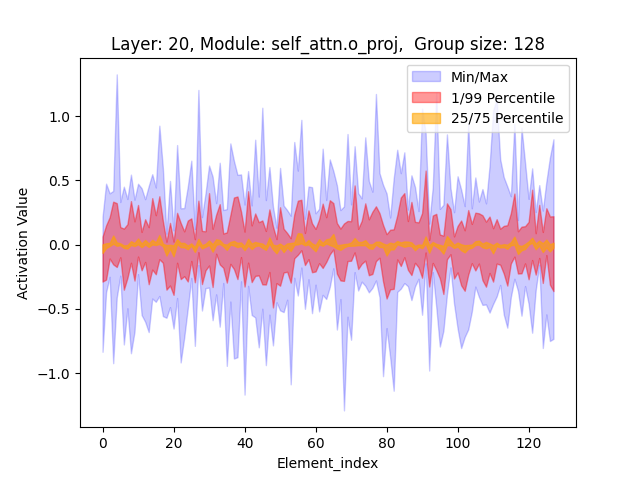 Layer: 20, Module: self_attn.o_proj,  Group size: 128
Min/Max
1/99 Percentile
25/75 Percentile
Activation Value
1.0
0.5
0.0
−0.5
−1.0
0 20 40 60 80 100 120
Element_index